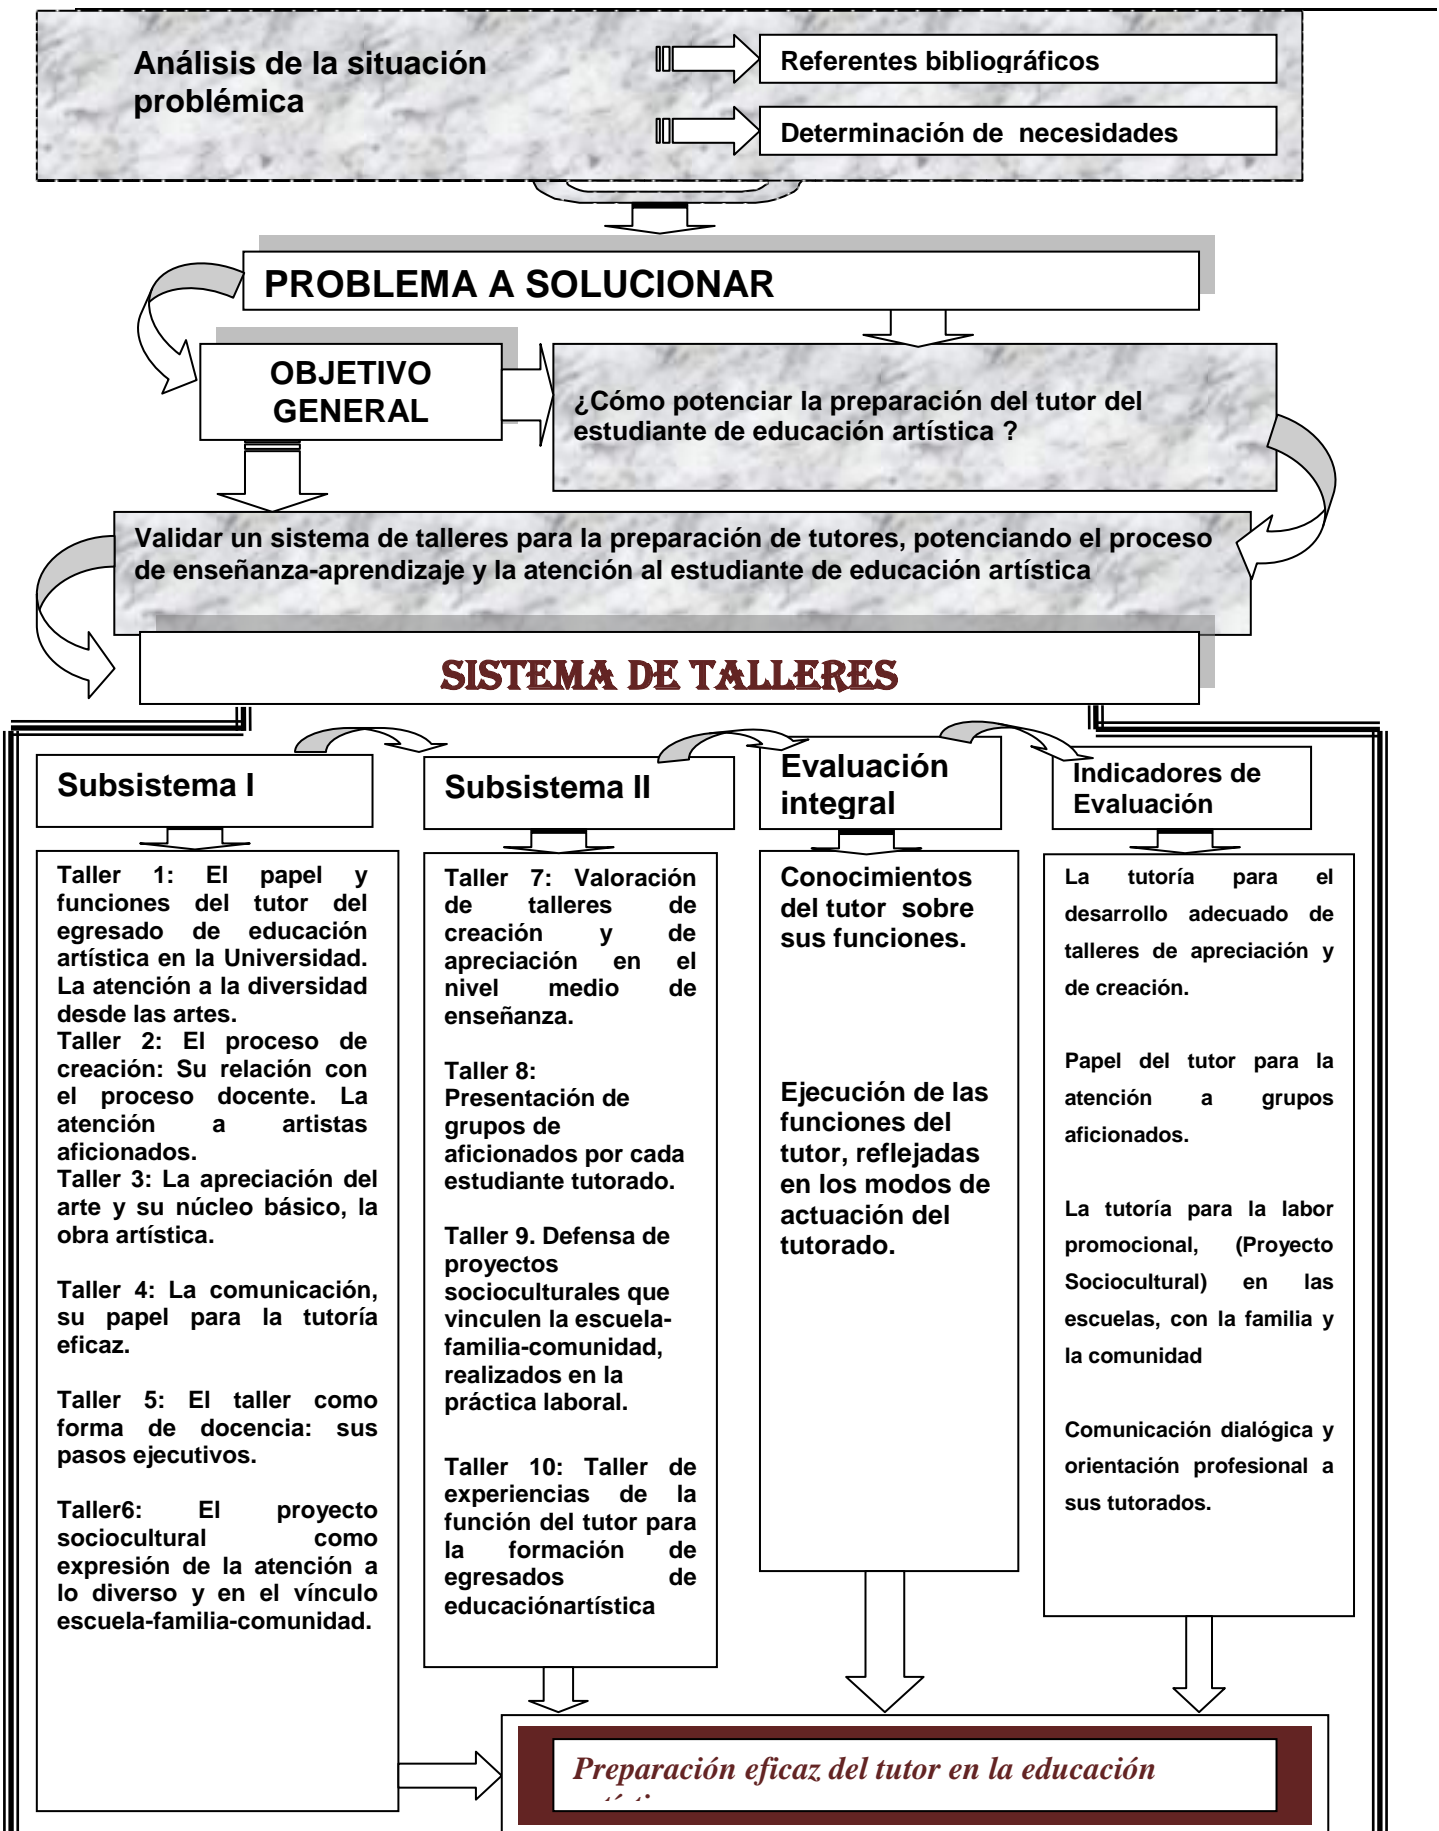 Análisis de la situación
problémica
Referentes bibliográficos
Determinación de  necesidades
PROBLEMA A SOLUCIONAR
OBJETIVO
GENERAL
¿Cómo potenciar la preparación del tutor del
estudiante de educación artística ?
Validar un sistema de talleres para la preparación de tutores, potenciando el proceso
de enseñanza-aprendizaje y la atención al estudiante de educación artística
SISTEMA DE TALLERES
Subsistema I
Taller 1: El papel y
funciones del tutor del
egresado de educación
artística en la Universidad.
La atención a la diversidad
desde las artes.
Taller 2: El proceso de
creación: Su relación con
el proceso docente. La
atención a artistas
aficionados.
Taller 3: La apreciación del
arte y su núcleo básico, la
obra artística.
Taller 4: La comunicación,
su papel para la tutoría
eficaz.
Taller 5: El taller como
forma de docencia: sus
pasos ejecutivos.
Taller6: El proyecto
sociocultural como
expresión de la atención a
lo diverso y en el vínculo
escuela-familia-comunidad.
Subsistema II
Taller 7: Valoración
de talleres de
creación y de
apreciación en el
nivel medio de
enseñanza.
Taller 8:
Presentación de
grupos de
aficionados por cada
estudiante tutorado.
Taller 9. Defensa de
proyectos
socioculturales que
vinculen la escuela-
familia-comunidad,
realizados en la
práctica laboral.
Taller 10: Taller de
experiencias de la
función del tutor para
la formación de
egresados de
educaciónartística
Evaluación
integral
Conocimientos
del tutor  sobre
sus funciones.
Ejecución de las
funciones del
tutor, reflejadas
en los modos de
actuación del
tutorado.
Indicadores de
Evaluación
La tutoría para el
desarrollo adecuado de
talleres de apreciación y
de creación.
Papel del tutor para la
atención a grupos
aficionados.
La tutoría para la labor
promocional, (Proyecto
Sociocultural) en las
escuelas, con la familia y
la comunidad
Comunicación dialógica y
orientación profesional a
sus tutorados.
Preparación eficaz del tutor en la educación